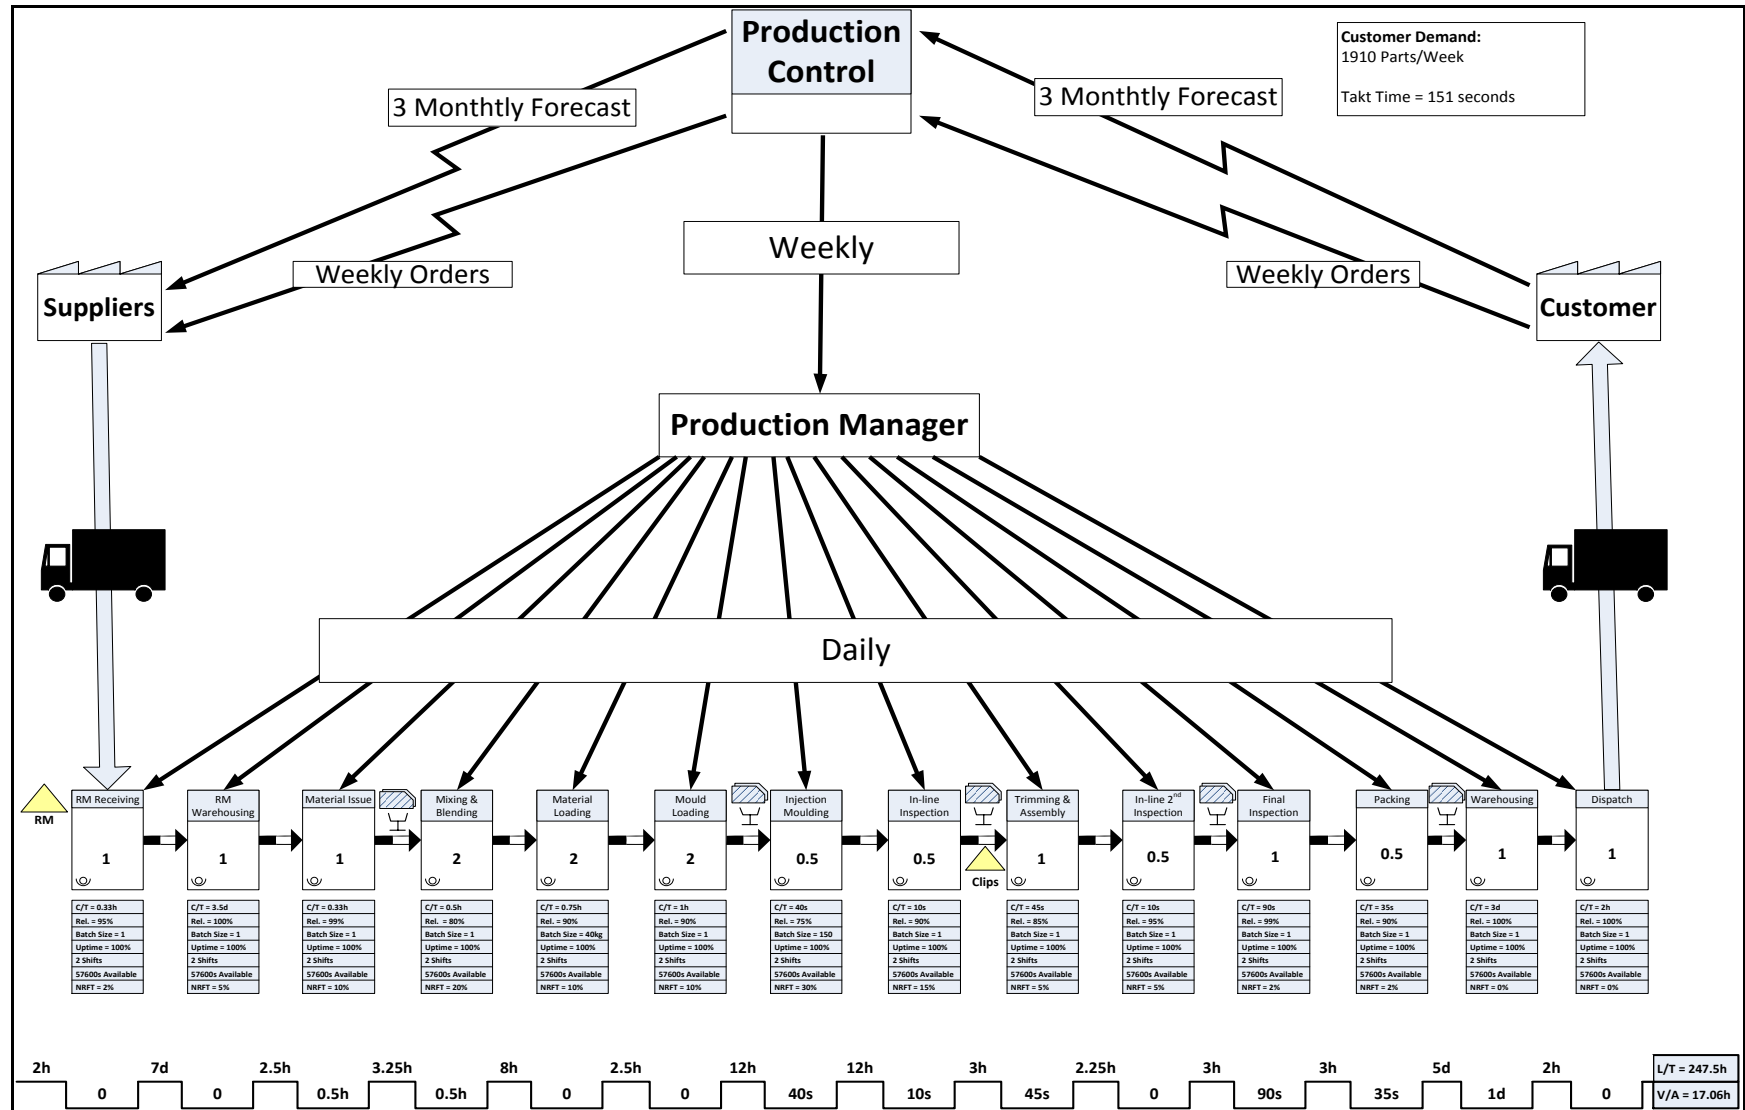 Production
Control
Customer Demand:
1910 Parts/Week
Takt Time = 151 seconds
3 Monthtly Forecast
3 Monthtly Forecast
Weekly
Weekly Orders
Weekly Orders
Suppliers
Customer
Production Manager
Daily
RM
RM Receiving
1
C/T = 0.33h
Rel. = 95%
Batch Size = 1
Uptime = 100%
2 Shifts
57600s Available
NRFT = 2%
RM
Warehousing
1
C/T = 3.5d
Rel. = 100%
Batch Size = 1
Uptime = 100%
2 Shifts
57600s Available
NRFT = 5%
Material Issue
1
C/T = 0.33h
Rel. = 99%
Batch Size = 1
Uptime = 100%
2 Shifts
57600s Available
NRFT = 10%
Mixing &
Blending
2
C/T = 0.5h
Rel. = 80%
Batch Size = 1
Uptime = 100%
2 Shifts
57600s Available
NRFT = 20%
Material
Loading
2
C/T = 0.75h
Rel. = 90%
Batch Size = 40kg
Uptime = 100%
2 Shifts
57600s Available
NRFT = 10%
Mould
Loading
2
C/T = 1h
Rel. = 90%
Batch Size = 1
Uptime = 100%
2 Shifts
57600s Available
NRFT = 10%
Injection
Moulding
0.5
C/T = 40s
Rel. = 75%
Batch Size = 150
Uptime = 100%
2 Shifts
57600s Available
NRFT = 30%
In-line
Inspection
0.5
C/T = 10s
Rel. = 90%
Batch Size = 1
Uptime = 100%
2 Shifts
57600s Available
NRFT = 15%
Clips
Trimming &
Assembly
1
C/T = 45s
Rel. = 85%
Batch Size = 1
Uptime = 100%
2 Shifts
57600s Available
NRFT = 5%
In-line 2nd
Inspection
0.5
C/T = 10s
Rel. = 95%
Batch Size = 1
Uptime = 100%
2 Shifts
57600s Available
NRFT = 5%
Final
Inspection
1
C/T = 90s
Rel. = 99%
Batch Size = 1
Uptime = 100%
2 Shifts
57600s Available
NRFT = 2%
Packing
0.5
C/T = 35s
Rel. = 90%
Batch Size = 1
Uptime = 100%
2 Shifts
57600s Available
NRFT = 2%
Warehousing
1
C/T = 3d
Rel. = 100%
Batch Size = 1
Uptime = 100%
2 Shifts
57600s Available
NRFT = 0%
Dispatch
1
C/T = 2h
Rel. = 100%
Batch Size = 1
Uptime = 100%
2 Shifts
57600s Available
NRFT = 0%
2h 7d 2.5h 3.25h 8h 2.5h 12h 12h 3h 2.25h 3h 3h 5d 2h L/T = 247.5h
0 0 0.5h 0.5h 0 0 40s 10s 45s 0 90s 35s 1d 0 V/A = 17.06h